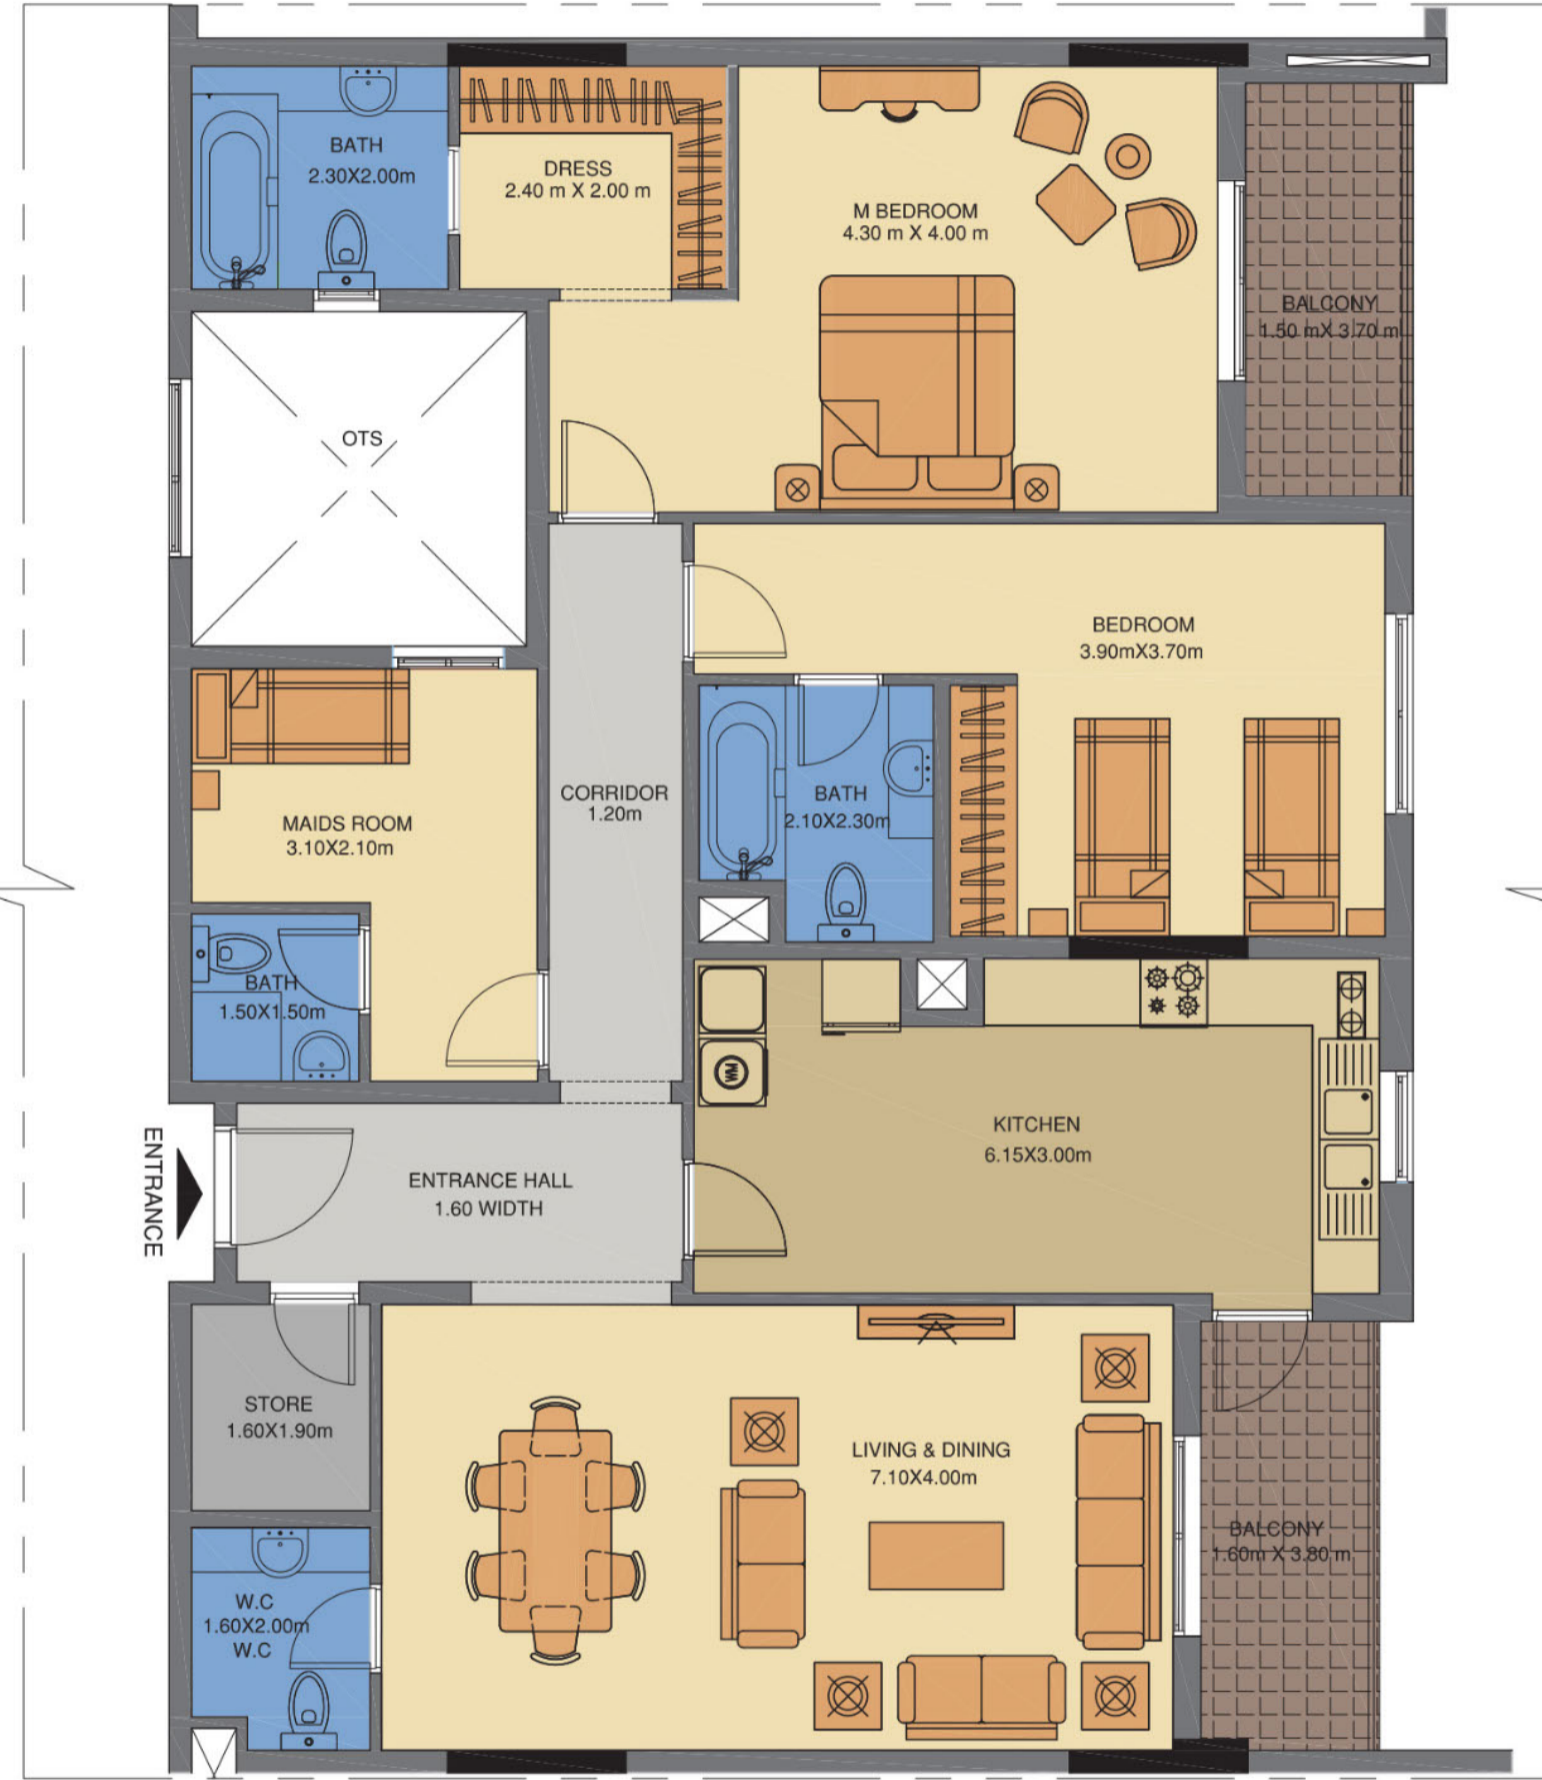 BATH
2.30X2.00m
DRESS
2.40 m X 2.00 m
M BEDROOM
4.30 m X 4.00 m
BALCONY
1.50 mX 3.70 m
OTS
BEDROOM
3.90mX3.70m
CORRIDOR
1.20m
BATH
2.10X2.30m
MAIDS ROOM
3.10X2.10m
BATH
1.50X1.50m
WM
KITCHEN
6.15X3.00m
ENTRANCE
ENTRANCE HALL
1.60 WIDTH
STORE
1.60X1.90m
LIVING & DINING
7.10X4.00m
BALCONY
1.60m X 3.80 m
W.C
1.60X2.00m
W.C